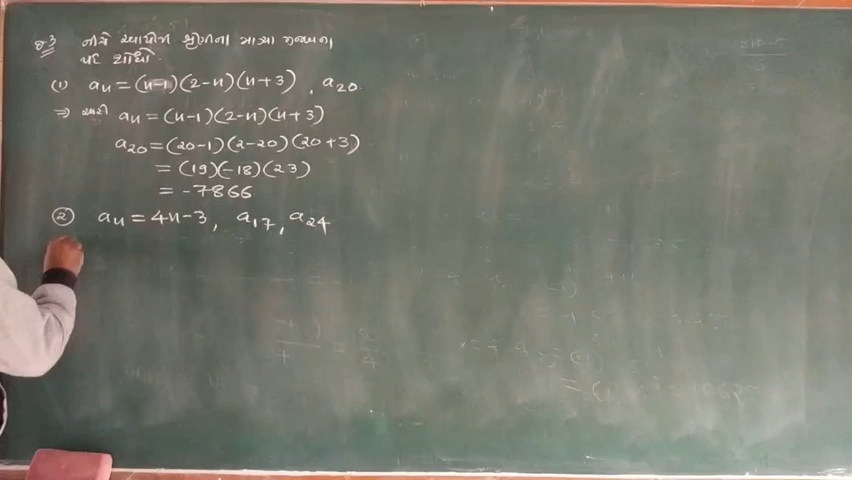 પ્ર.૩ નીચે આપેલ શ્રેણીના માગ્યા મુજબના
પદ શોધો.
(1) aₙ = (n-1)(2-n)(n+3), a₂₀
⇒ અહીં aₙ = (n-1)(2-n)(n+3)
a₂₀ = (20-1)(2-20)(20+3)
= (19)(-18)(23)
= -7866
② aₙ = 4n-3, a₁₇, a₂₄